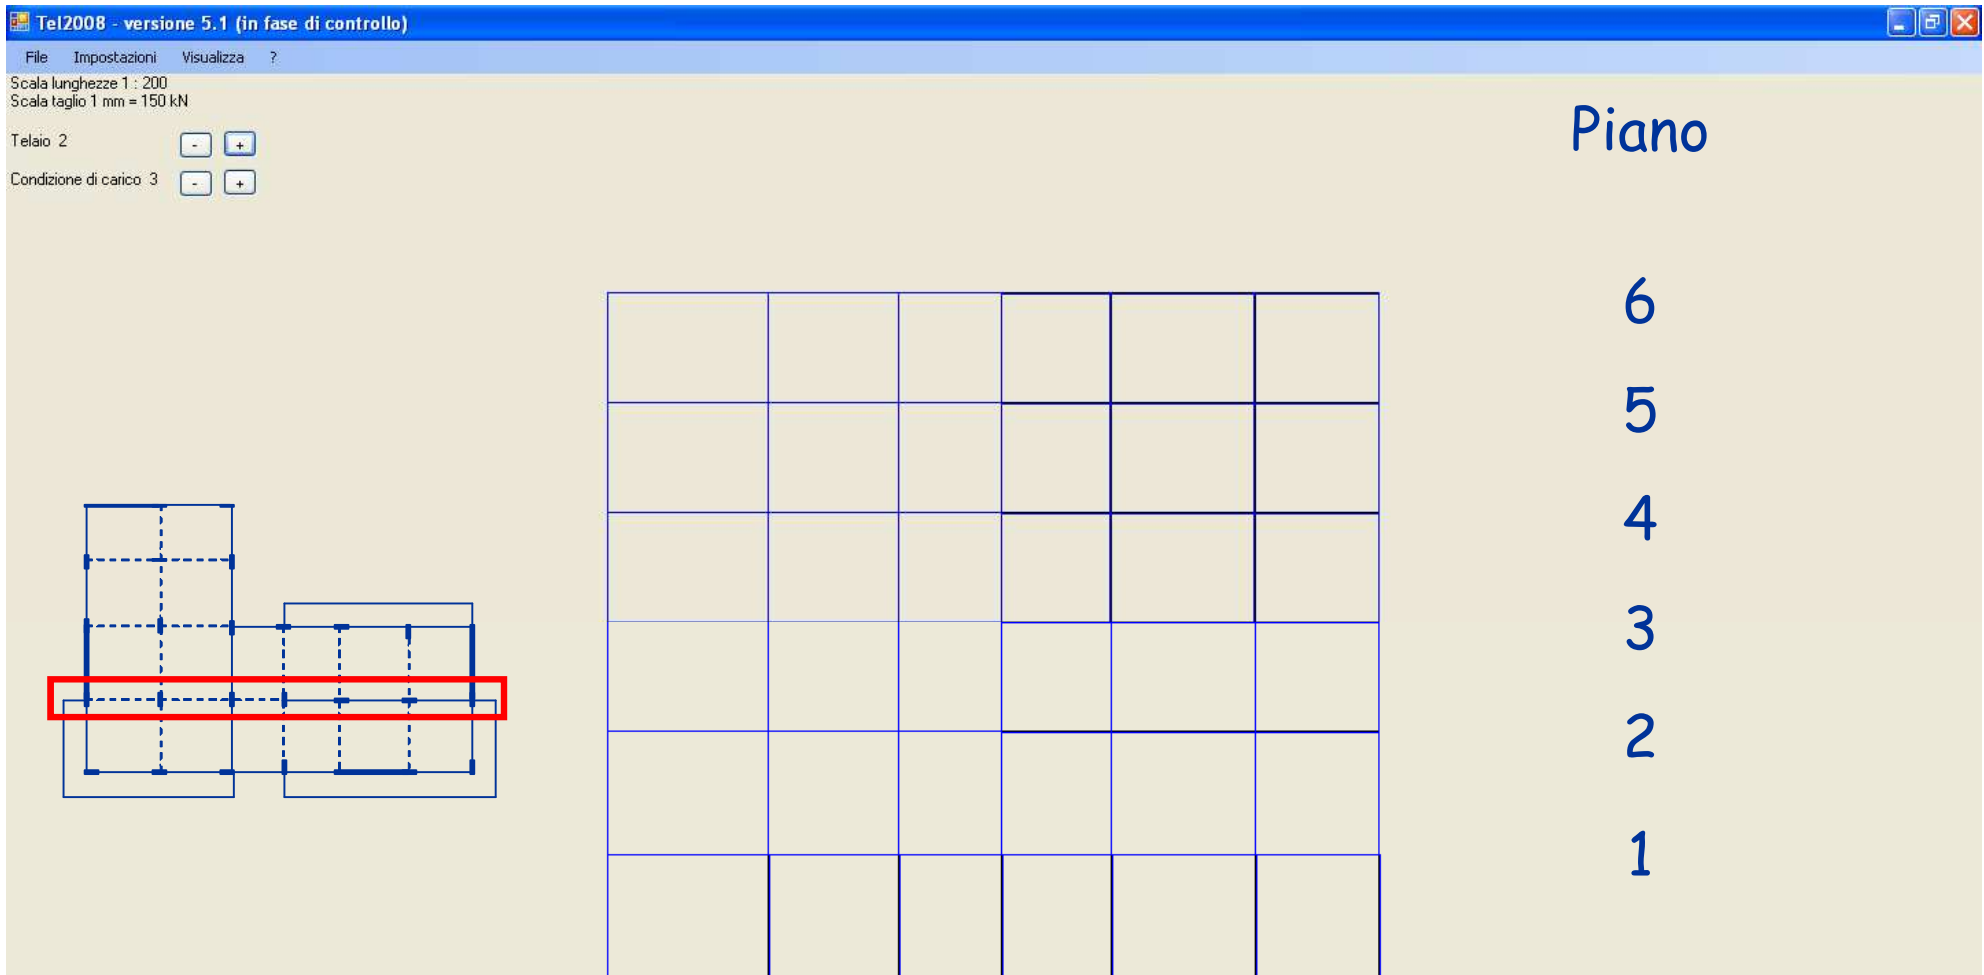 Tel2008 - versione 5.1 (in fase di controllo)
File Impostazioni Visualizza ?
Scala lunghezze 1 : 200
Scala taglio 1 mm = 150 kN
Telaio 2 - +
Condizione di carico 3 - +
Piano
6
5
4
3
2
1